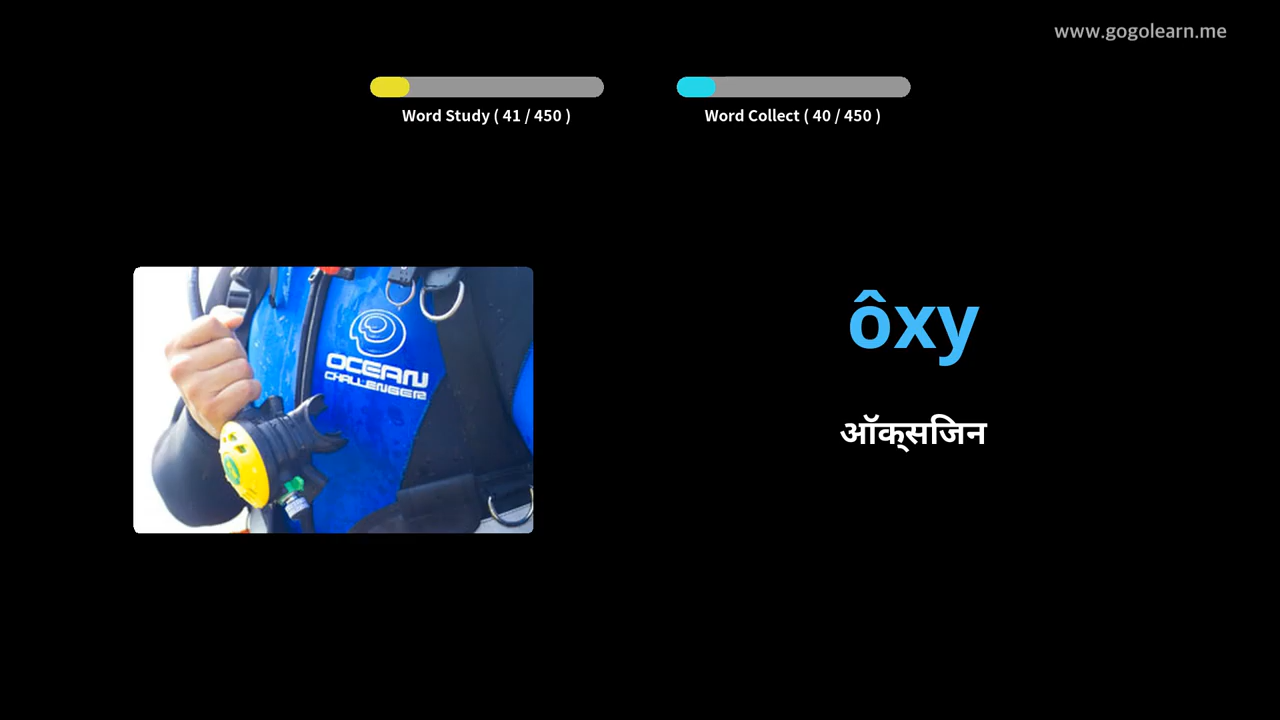 www.gogolearn.me
Word Study ( 41 / 450 )
Word Collect ( 40 / 450 )
OCEAN
CHALLENGER
ôxy
ऑक्सजिन